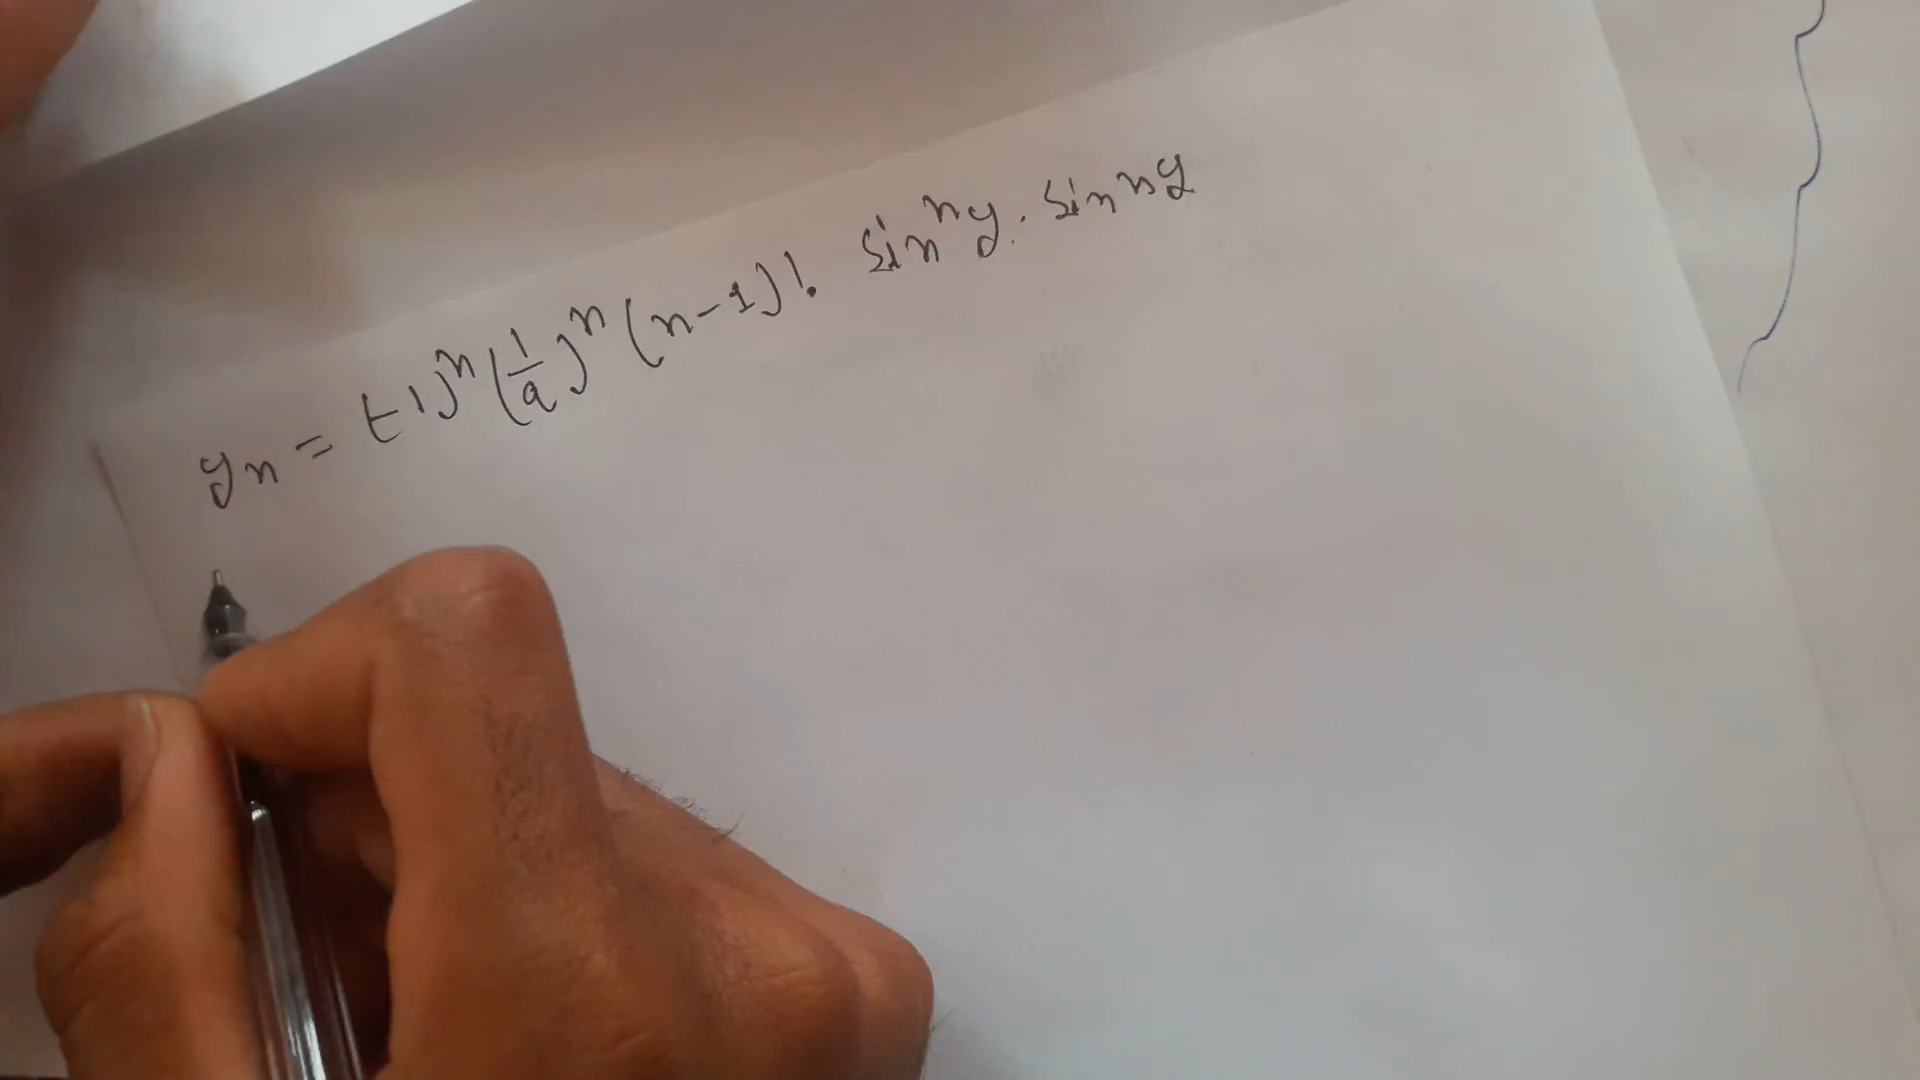 yn = (-1)^n (1/a)^n (n-1)! . sin^n y . sin ny